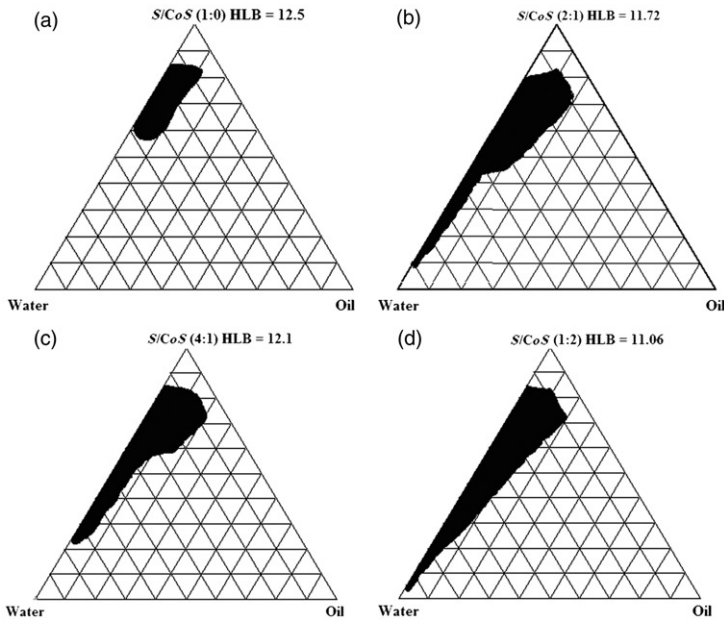 (a)
S/CoS (1:0) HLB = 12.5
Water
Oil
(b)
S/CoS (2:1) HLB = 11.72
Water
Oil
(c)
S/CoS (4:1) HLB = 12.1
Water
Oil
(d)
S/CoS (1:2) HLB = 11.06
Water
Oil